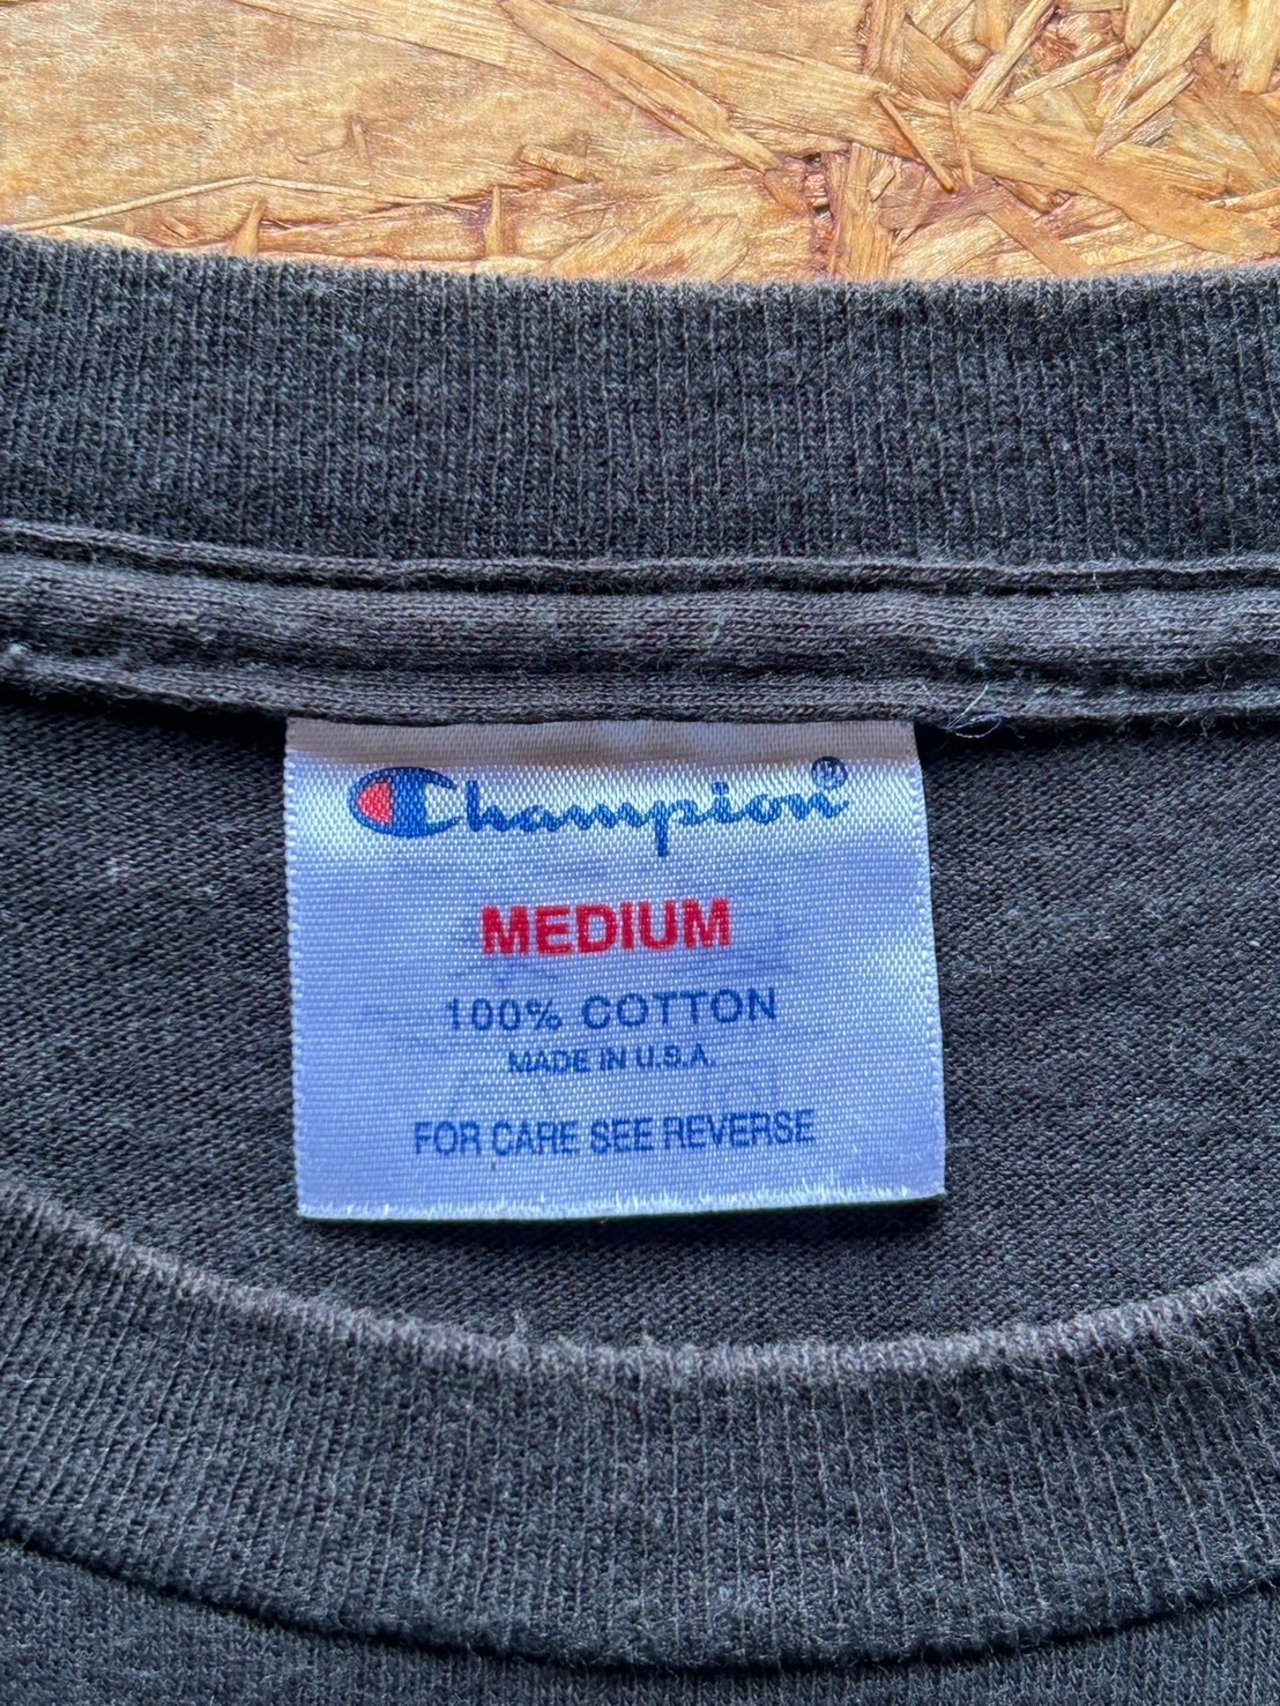 Champion®
MEDIUM
100% COTTON
MADE IN U.S.A.
FOR CARE SEE REVERSE